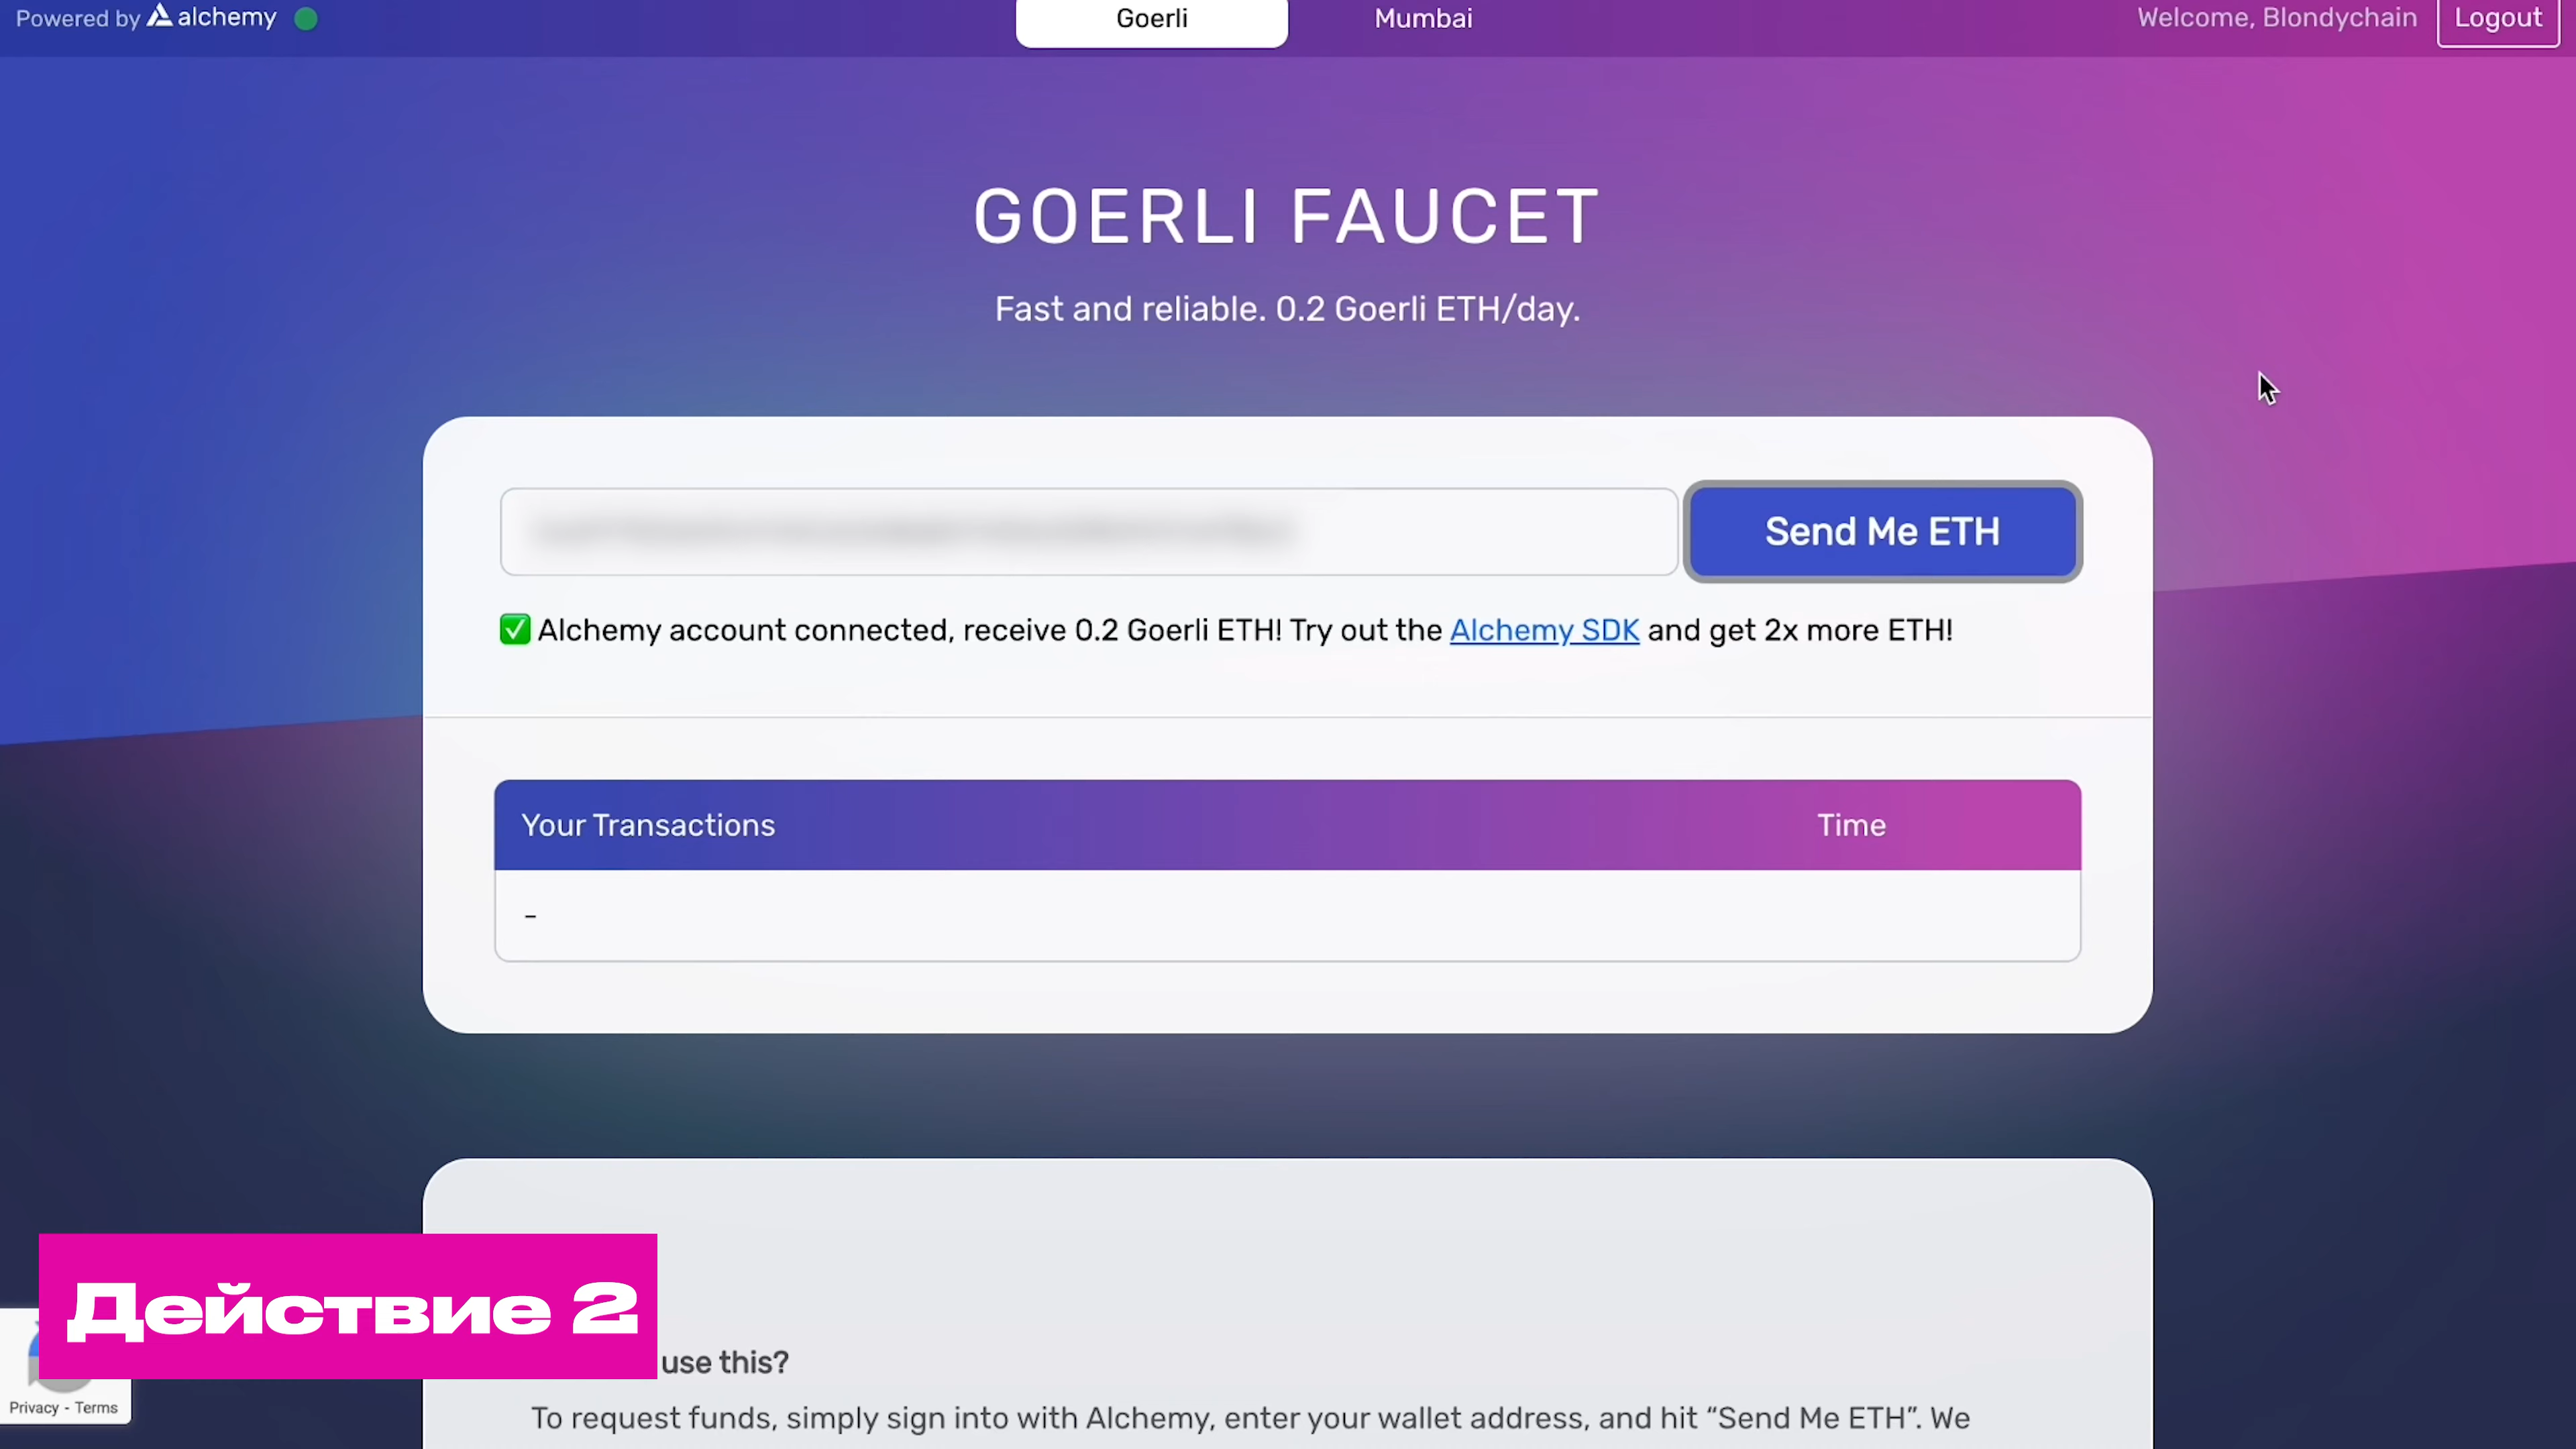 Powered by alchemy
Goerli
Mumbai
Welcome, Blondychain
Logout
GOERLI FAUCET
Fast and reliable. 0.2 Goerli ETH/day.
Send Me ETH
✅ Alchemy account connected, receive 0.2 Goerli ETH! Try out the Alchemy SDK and get 2x more ETH!
Your Transactions
Time
-
Действие 2
use this?
Privacy - Terms
To request funds, simply sign into with Alchemy, enter your wallet address, and hit “Send Me ETH”. We